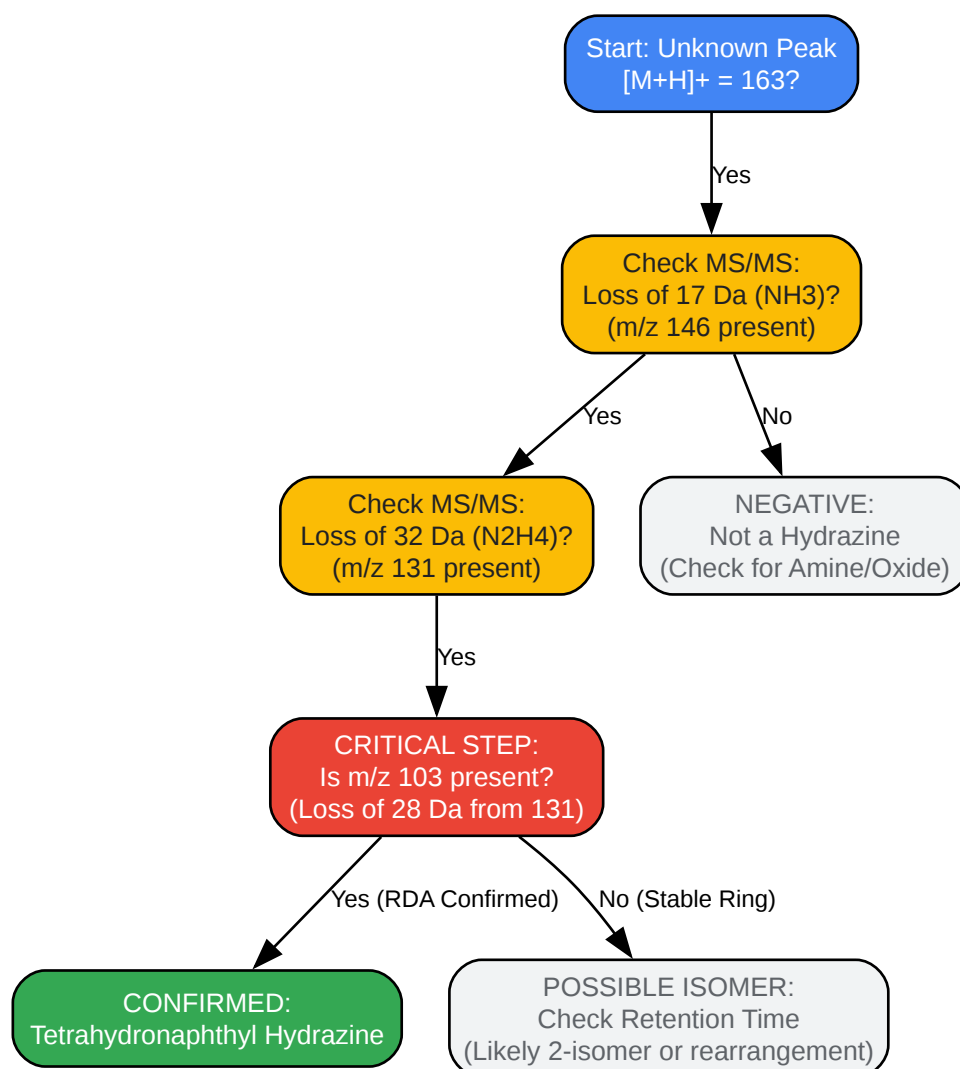 Start: Unknown Peak
[M+H]+ = 163?
Yes
Check MS/MS:
Loss of 17 Da (NH3)?
(m/z 146 present)
Yes
No
Check MS/MS:
Loss of 32 Da (N2H4)?
(m/z 131 present)
NEGATIVE:
Not a Hydrazine
(Check for Amine/Oxide)
Yes
CRITICAL STEP:
Is m/z 103 present?
(Loss of 28 Da from 131)
Yes (RDA Confirmed)
No (Stable Ring)
CONFIRMED:
Tetrahydronaphthyl Hydrazine
POSSIBLE ISOMER:
Check Retention Time
(Likely 2-isomer or rearrangement)